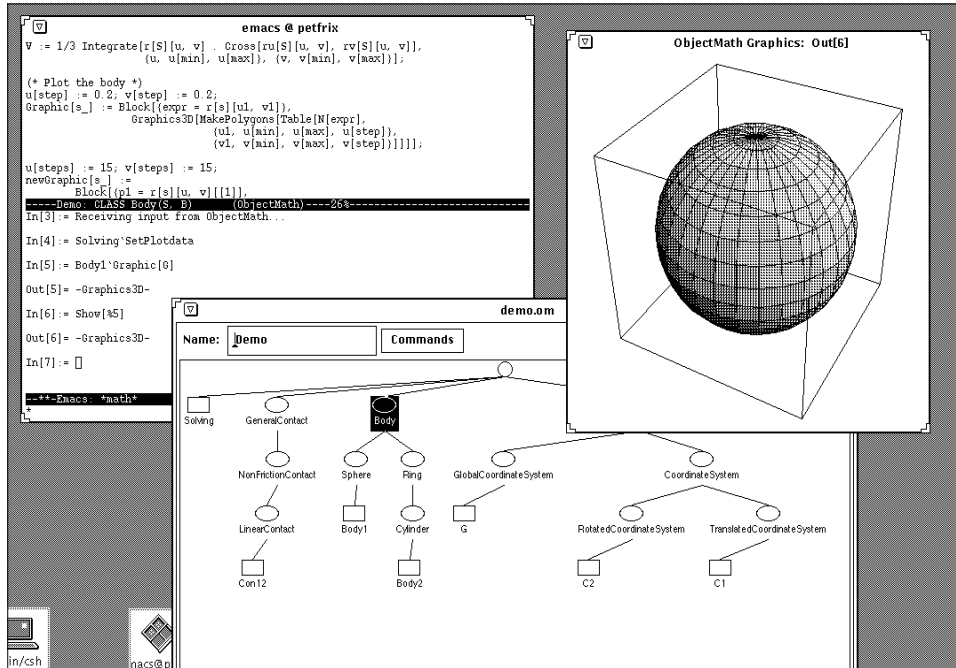 emacs @ petfrix
V := 1/3 Integrate[r[S][u, v] . Cross[ru[S][u, v], rv[S][u, v]],
{u, u[min], u[max]}, {v, v[min], v[max]}];
(* Plot the body *)
u[step] := 0.2; v[step] := 0.2;
Graphic[s_] := Block[{expr = r[s][u1, v1]},
Graphics3D[MakePolygons[Table[N[expr],
{u1, u[min], u[max], u[step]},
{v1, v[min], v[max], v[step]}]]]];
u[steps] := 15; v[steps] := 15;
newGraphic[s_] :=
Block[{p1 = r[s][u, v][[1]],
-----Demo: CLASS Body(S, B) (ObjectMath)----26%------------------------------
In[3]:= Receiving input from ObjectMath...
In[4]:= Solving`SetPlotdata
In[5]:= Body1`Graphic[G]
Out[5]= -Graphics3D-
In[6]:= Show[%5]
Out[6]= -Graphics3D-
In[7]:=
--**-Emacs: *math*
*
ObjectMath Graphics: Out[6]
demo.om
Name: Demo Commands
Solving GeneralContact Body
NonFrictionContact Sphere Ring GlobalCoordinateSystem CoordinateSystem
LinearContact Body1 Cylinder G RotatedCoordinateSystem TranslatedCoordinateSystem
Con12 Body2 C2 C1
in/csh
nacs@p